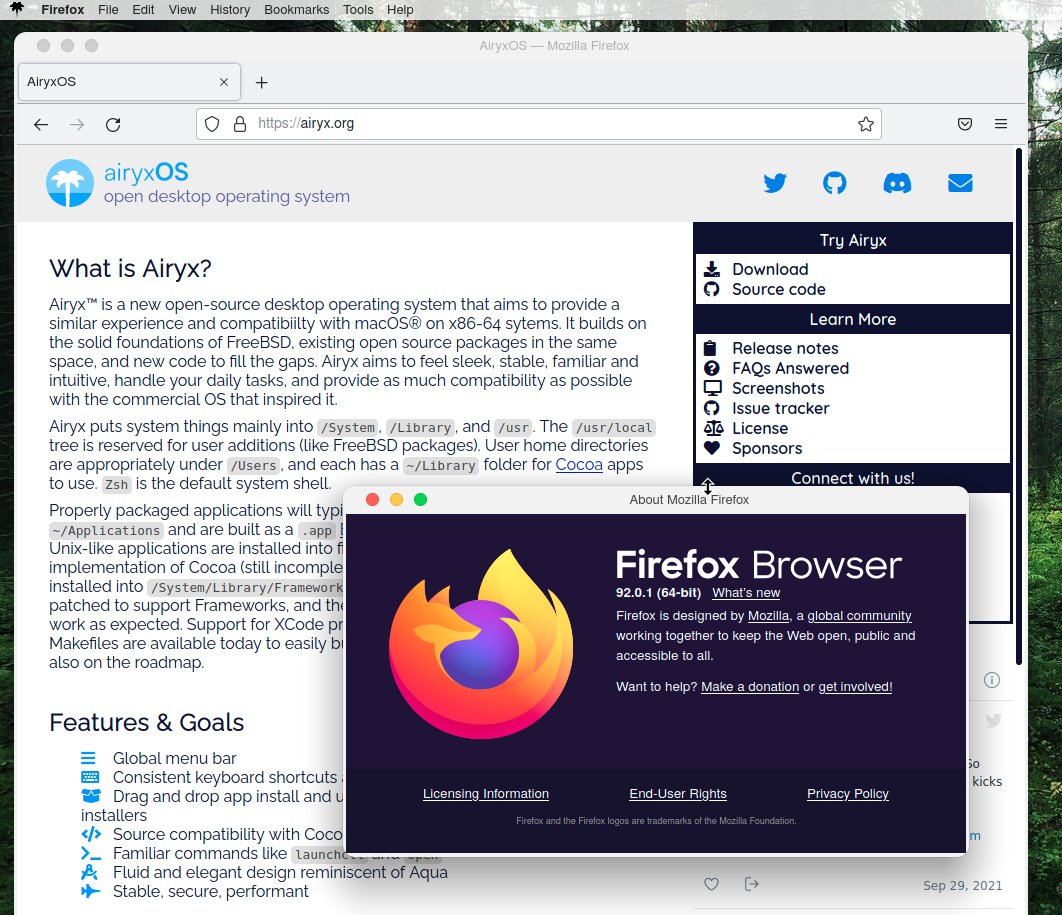 Firefox File Edit View History Bookmarks Tools Help
AiryxOS — Mozilla Firefox
AiryxOS
https://airyx.org
airyxOS
open desktop operating system
What is Airyx?
Airyx™ is a new open-source desktop operating system that aims to provide a
similar experience and compatibiilty with macOS® on x86-64 sytems. It builds on
the solid foundations of FreeBSD, existing open source packages in the same
space, and new code to fill the gaps. Airyx aims to feel sleek, stable, familiar and
intuitive, handle your daily tasks, and provide as much compatibility as possible
with the commercial OS that inspired it.
Airyx puts system things mainly into /System, /Library, and /usr. The /usr/local
tree is reserved for user additions (like FreeBSD packages). User home directories
are appropriately under /Users, and each has a ~/Library folder for Cocoa apps
to use. Zsh is the default system shell.
Properly packaged applications will typi
~/Applications and are built as a .app
Unix-like applications are installed into
implementation of Cocoa (still incomple
installed into /System/Library/Framework
patched to support Frameworks, and the
work as expected. Support for XCode pr
Makefiles are available today to easily bu
also on the roadmap.
Features & Goals
Global menu bar
Consistent keyboard shortcuts
Drag and drop app install and u
installers
Source compatibility with Coco
Familiar commands like launchctl and open
Fluid and elegant design reminiscent of Aqua
Stable, secure, performant
Try Airyx
Download
Source code
Learn More
Release notes
FAQs Answered
Screenshots
Issue tracker
License
Sponsors
Connect with us!
So
kicks
m
Sep 29, 2021
About Mozilla Firefox
Firefox Browser
92.0.1 (64-bit) What's new
Firefox is designed by Mozilla, a global community
working together to keep the Web open, public and
accessible to all.
Want to help? Make a donation or get involved!
Licensing Information End-User Rights Privacy Policy
Firefox and the Firefox logos are trademarks of the Mozilla Foundation.